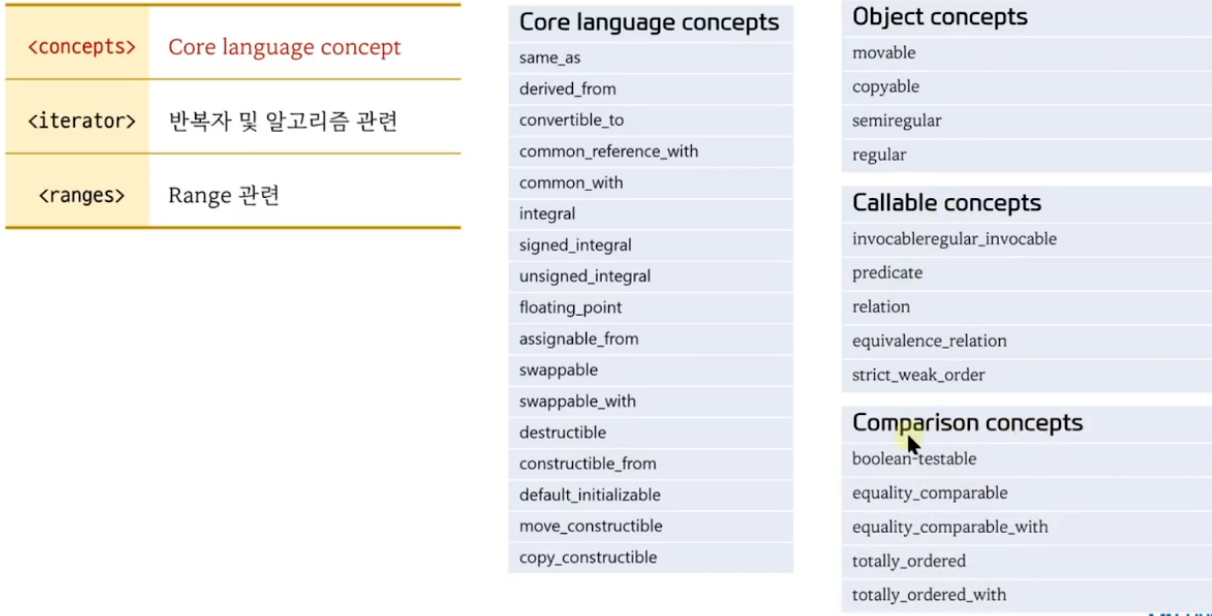 <concepts> Core language concept
<iterator> 반복자 및 알고리즘 관련
<ranges> Range 관련
Core language concepts
same_as
derived_from
convertible_to
common_reference_with
common_with
integral
signed_integral
unsigned_integral
floating_point
assignable_from
swappable
swappable_with
destructible
constructible_from
default_initializable
move_constructible
copy_constructible
Object concepts
movable
copyable
semiregular
regular
Callable concepts
invocableregular_invocable
predicate
relation
equivalence_relation
strict_weak_order
Comparison concepts
boolean-testable
equality_comparable
equality_comparable_with
totally_ordered
totally_ordered_with